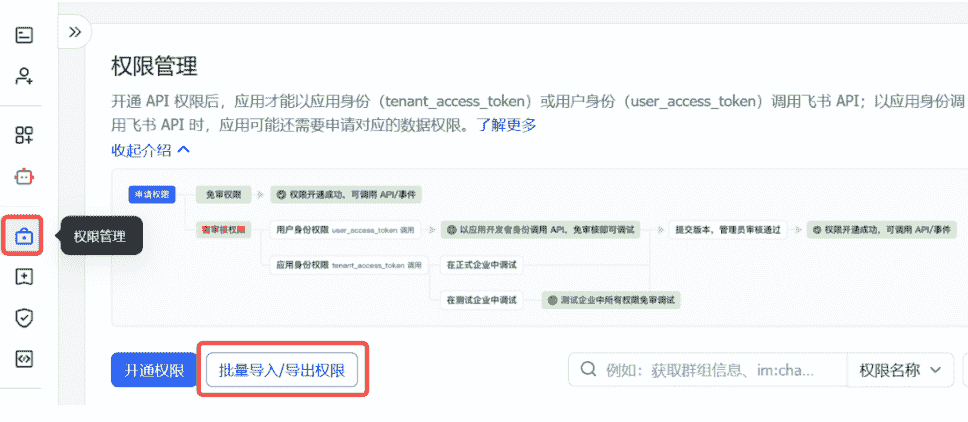 权限管理
开通 API 权限后，应用才能以应用身份（tenant_access_token）或用户身份（user_access_token）调用飞书 API；以应用身份调
用飞书 API 时，应用可能还需要申请对应的数据权限。了解更多
收起介绍
申请权限
免审权限
权限开通成功，可调用 API/事件
需审核权限
用户身份权限 user_access_token 调用
以应用开发者身份调用 API，免审核即可调试
提交版本，管理员审核通过
权限开通成功，可调用 API/事件
权限管理
应用身份权限 tenant_access_token 调用
在正式企业中调试
在测试企业中调试
测试企业中所有权限免审调试
开通权限
批量导入/导出权限
例如：获取群组信息、im:cha...
权限名称